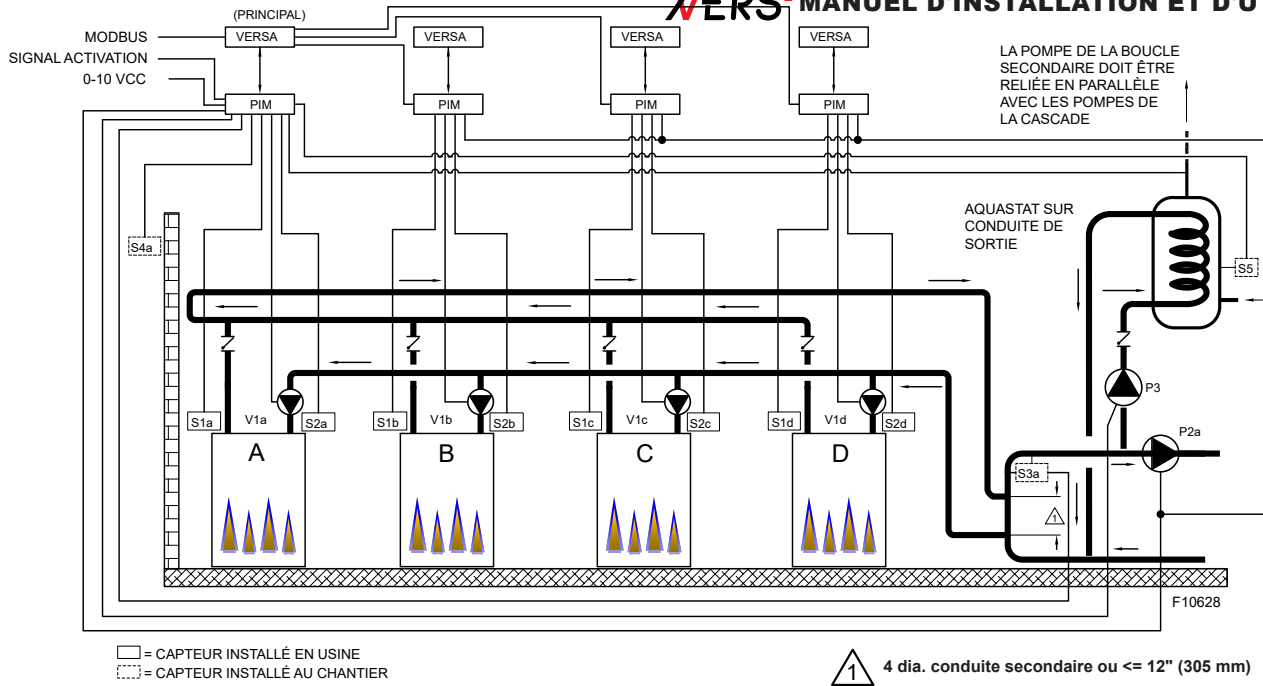 XVERS
MANUEL D'INSTALLATION ET D'U
(PRINCIPAL)
MODBUS
SIGNAL ACTIVATION
0-10 VCC
VERSA
VERSA
VERSA
VERSA
PIM
PIM
PIM
PIM
LA POMPE DE LA BOUCLE
SECONDAIRE DOIT ÊTRE
RELIÉE EN PARALLÈLE
AVEC LES POMPES DE
LA CASCADE
AQUASTAT SUR
CONDUITE DE
SORTIE
S4a
S5
S1a
V1a
S2a
S1b
V1b
S2b
S1c
V1c
S2c
S1d
V1d
S2d
P3
P2a
A
B
C
D
S3a
1
F10628
= CAPTEUR INSTALLÉ EN USINE
= CAPTEUR INSTALLÉ AU CHANTIER
1
4 dia. conduite secondaire ou <= 12" (305 mm)